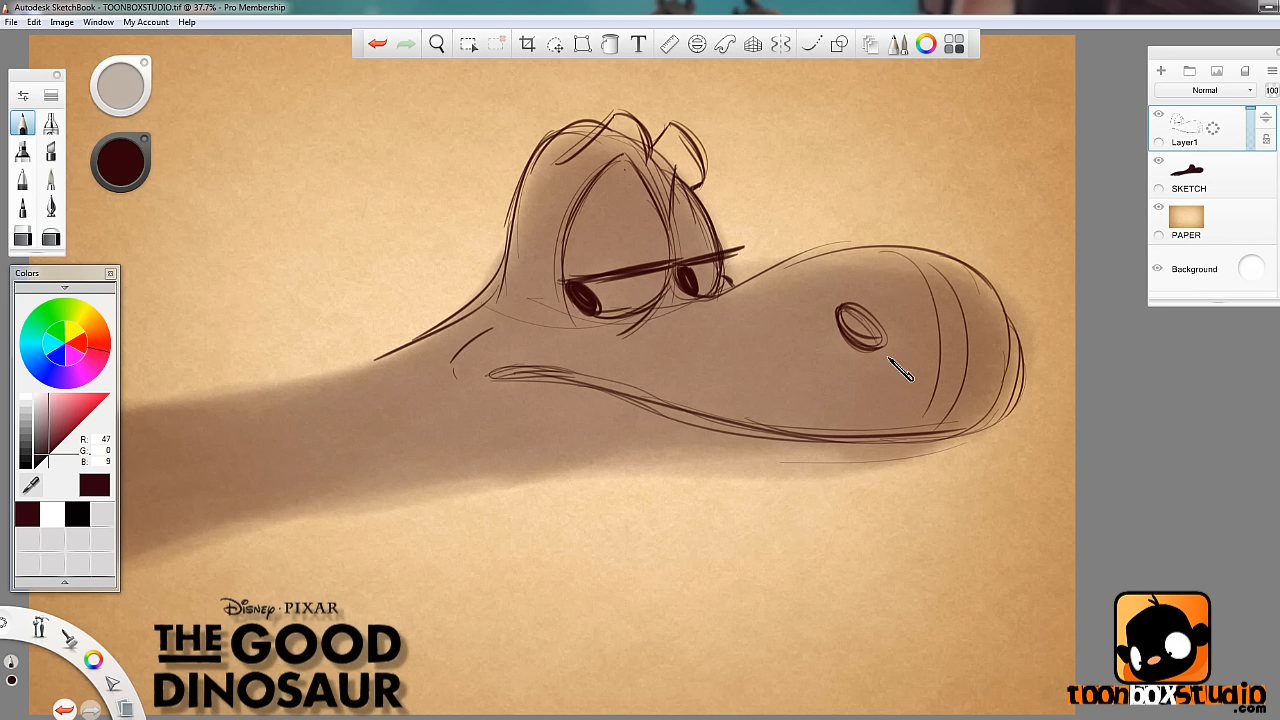 Autodesk SketchBook - TOONBOXSTUDIO.tif @ 37.7% - Pro Membership
File Edit Image Window My Account Help
T
Normal
100
Layer1
SKETCH
PAPER
Background
Colors
R: 47
G: 0
B: 9
Disney · PIXAR
THE GOOD
DINOSAUR
toonboxstudio
.com